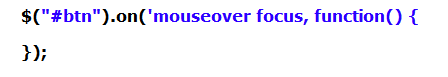 $("#btn").on('mouseover focus, function() {
});